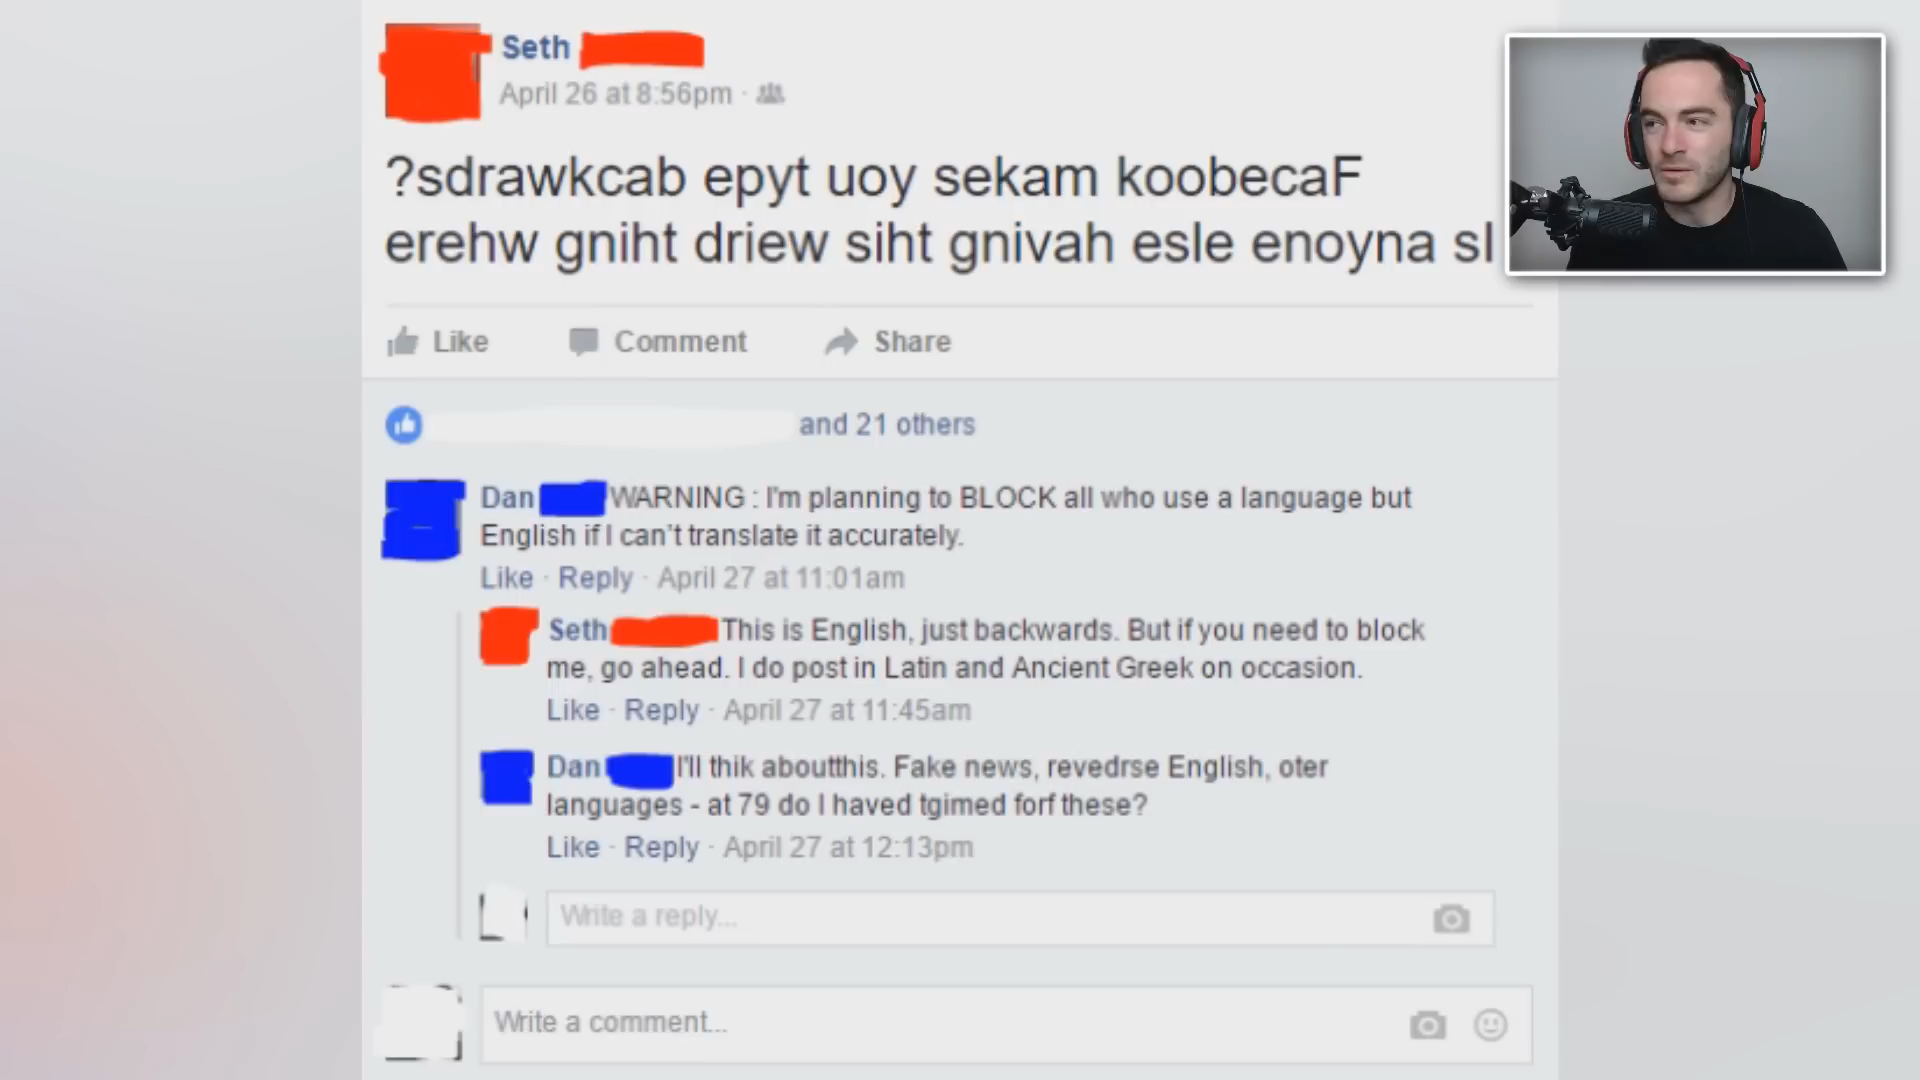 Seth
April 26 at 8:56pm ·
?sdrawkcab epyt uoy sekam koobecaF
erehw gniht driew siht gnivah esle enoyna sI
Like Comment Share
and 21 others
Dan WARNING : I'm planning to BLOCK all who use a language but
English if I can't translate it accurately.
Like · Reply · April 27 at 11:01am
Seth This is English, just backwards. But if you need to block
me, go ahead. I do post in Latin and Ancient Greek on occasion.
Like · Reply · April 27 at 11:45am
Dan I'll thik aboutthis. Fake news, revedrse English, oter
languages - at 79 do I haved tgimed forf these?
Like · Reply · April 27 at 12:13pm
Write a reply...
Write a comment...